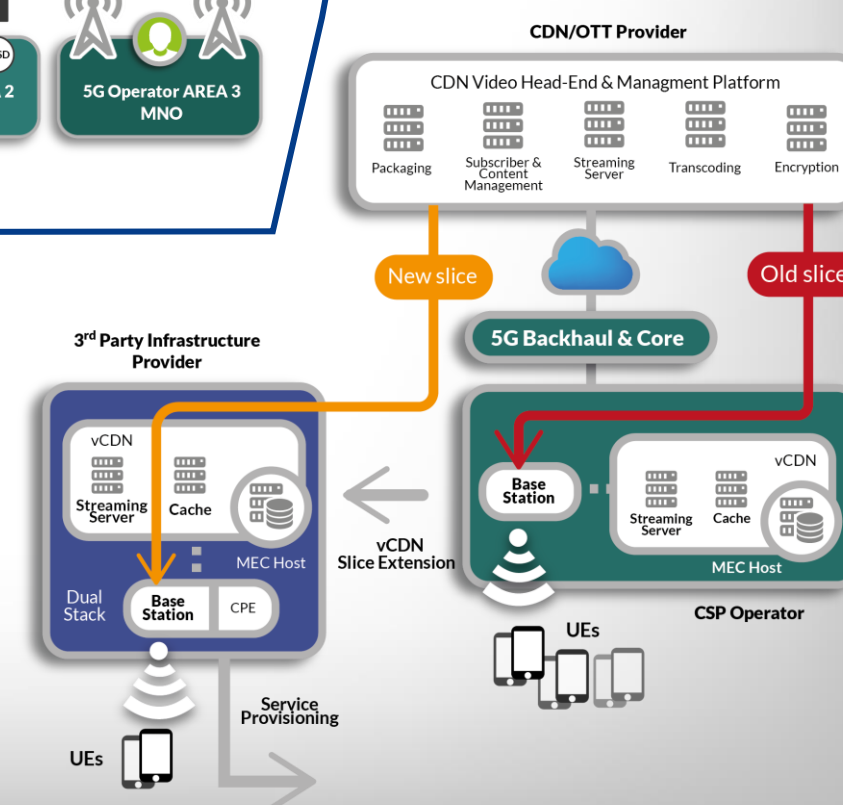 SD
2
5G Operator AREA 3
MNO
CDN/OTT Provider
CDN Video Head-End & Managment Platform
Packaging
Subscriber &
Content
Management
Streaming
Server
Transcoding
Encryption
New slice
Old slice
5G Backhaul & Core
3rd Party Infrastructure
Provider
vCDN
Streaming
Server
Cache
MEC Host
Dual
Stack
Base
Station
CPE
UEs
Service
Provisioning
vCDN
Slice Extension
Base
Station
vCDN
Streaming
Server
Cache
MEC Host
CSP Operator
UEs